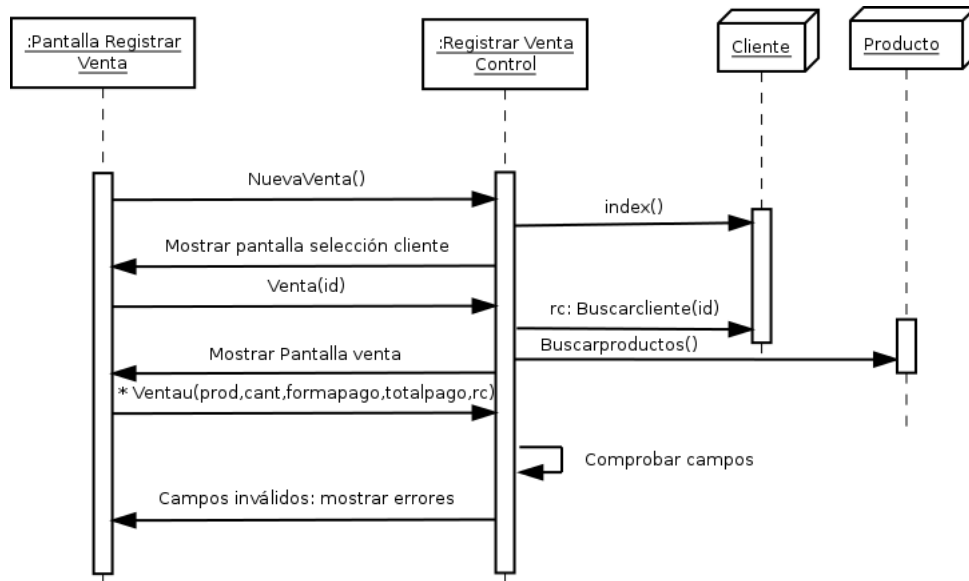 :Pantalla Registrar
Venta
:Registrar Venta
Control
Cliente
Producto
NuevaVenta()
index()
Mostrar pantalla selección cliente
Venta(id)
rc: Buscarcliente(id)
Buscarproductos()
Mostrar Pantalla venta
* Ventau(prod,cant,formapago,totalpago,rc)
Comprobar campos
Campos inválidos: mostrar errores